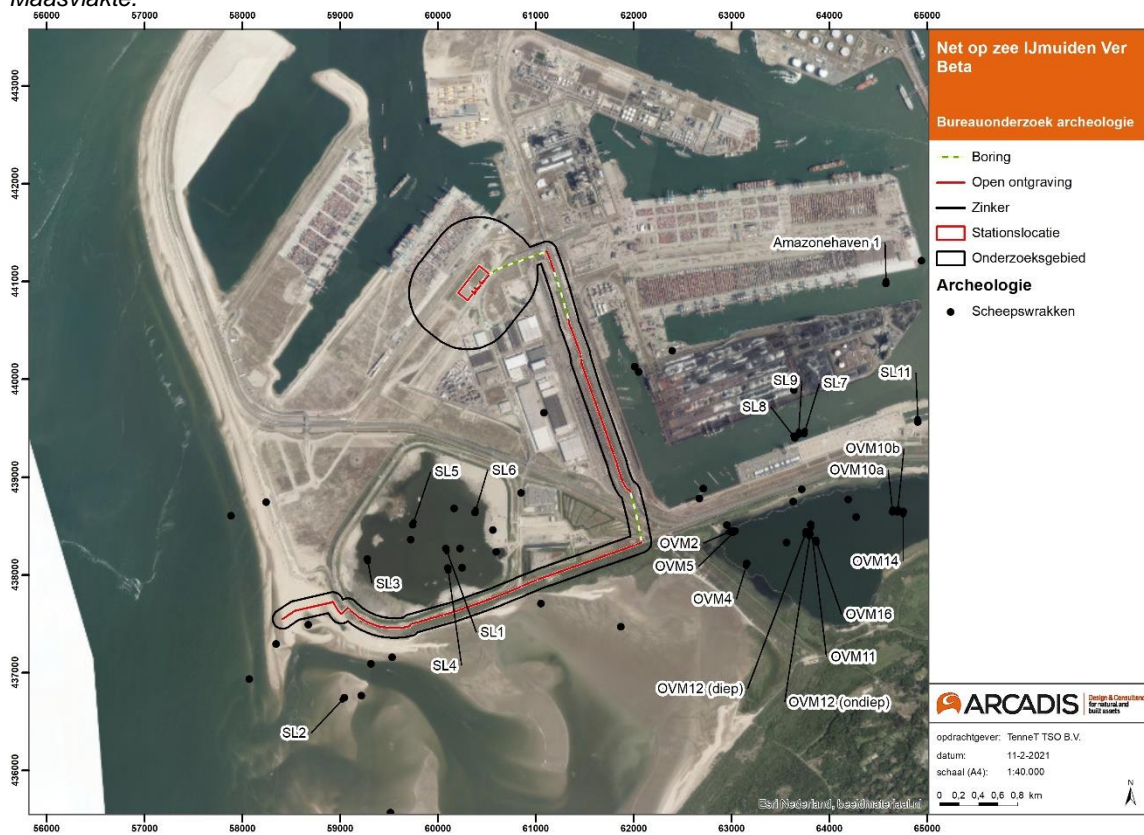 Maasvlakte.
56000 57000 58000 59000 60000 61000 62000 63000 64000 65000
443000
442000
441000
440000
439000
438000
437000
436000
Amazonehaven 1
SL9
SL7
SL11
SL8
OVM10b
OVM10a
SL5
SL6
OVM2
OVM5
OVM14
SL3
OVM4
OVM16
SL1
SL4
OVM11
OVM12 (diep)
OVM12 (ondiep)
SL2
Esri Nederland, beeldmateriaal.nl
56000 57000 58000 59000 60000 61000 62000 63000 64000 65000
Net op zee IJmuiden Ver
Beta
Bureauonderzoek archeologie
Boring
Open ontgraving
Zinker
Stationslocatie
Onderzoeksgebied
Archeologie
Scheepswrakken
ARCADIS
Design & Consultancy
for natural and
built assets
opdrachtgever: TenneT TSO B.V.
datum: 11-2-2021
schaal (A4): 1:40.000
0 0,2 0,4 0,6 0,8 km
N